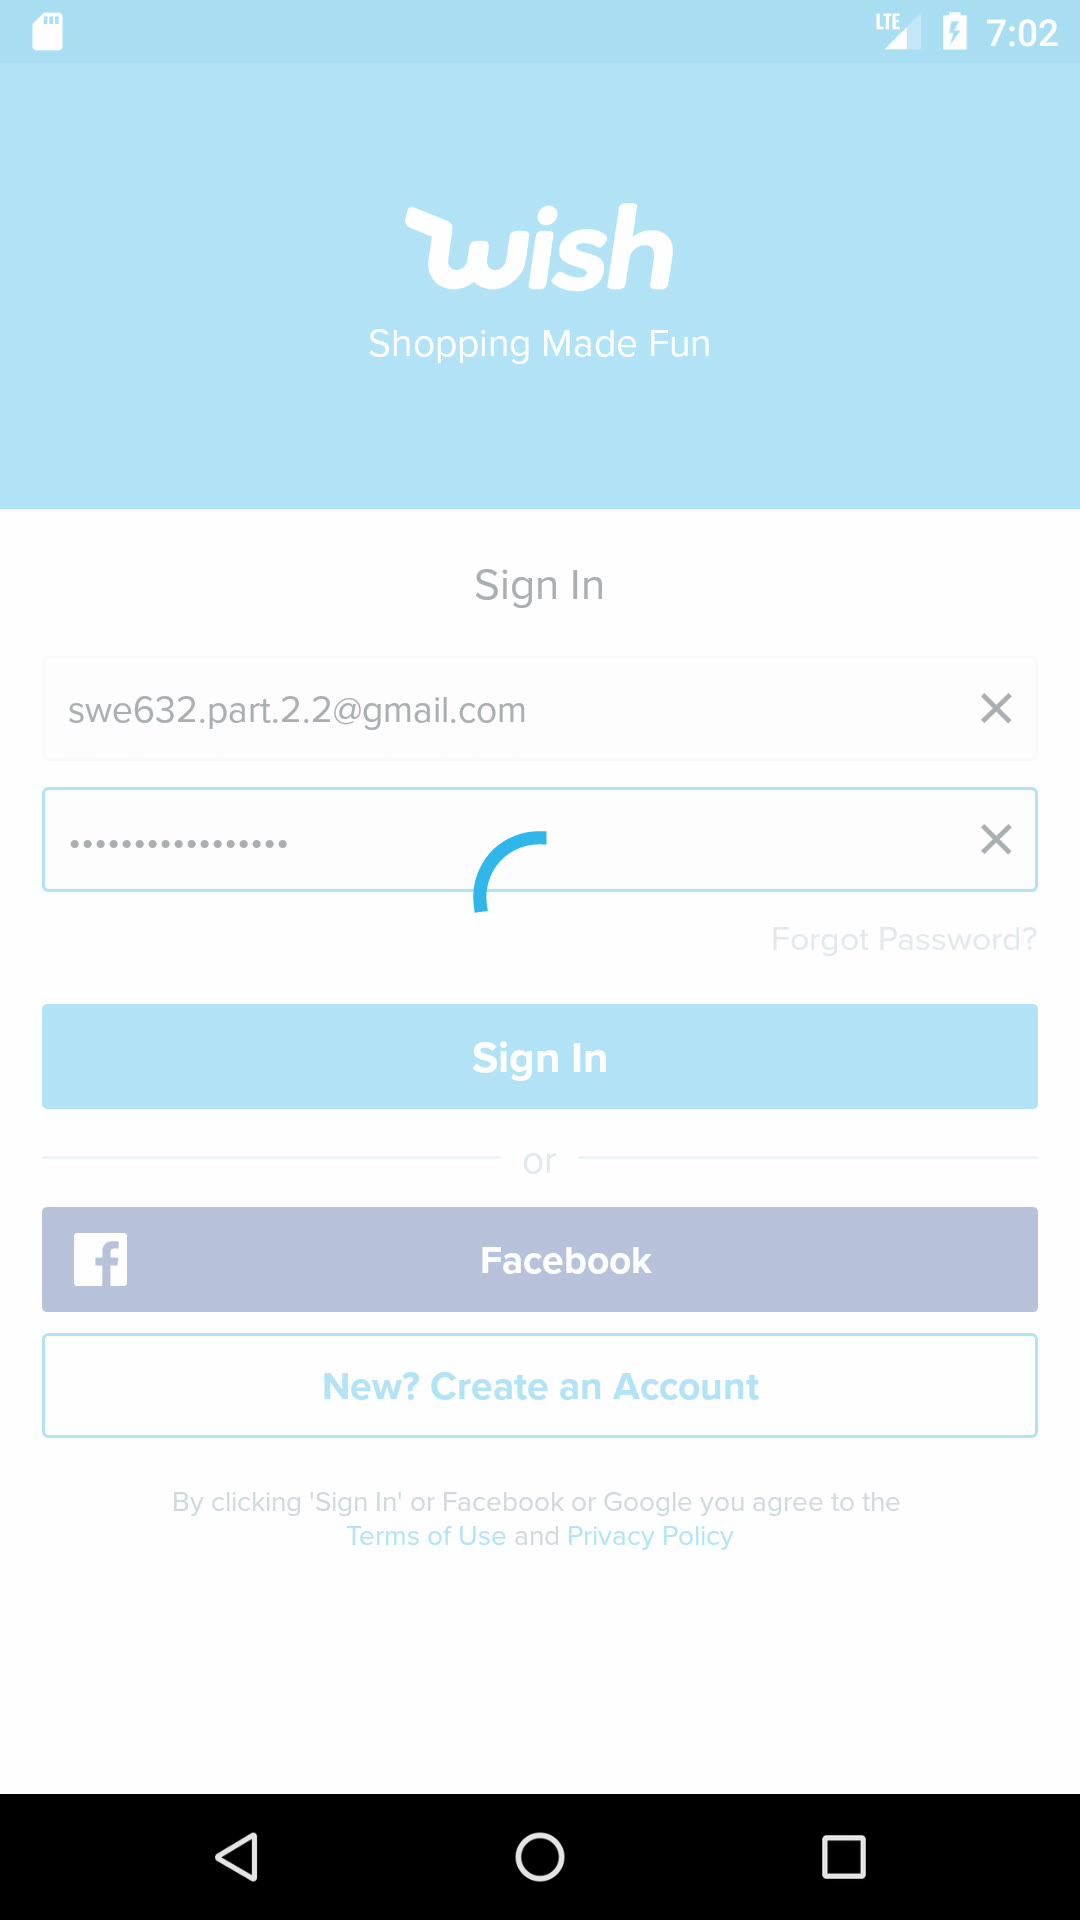 LTE 7:02
wish
Shopping Made Fun
Sign In
swe632.part.2.2@gmail.com
•••••••••••••••••
Forgot Password?
Sign In
or
Facebook
New? Create an Account
By clicking 'Sign In' or Facebook or Google you agree to the
Terms of Use and Privacy Policy